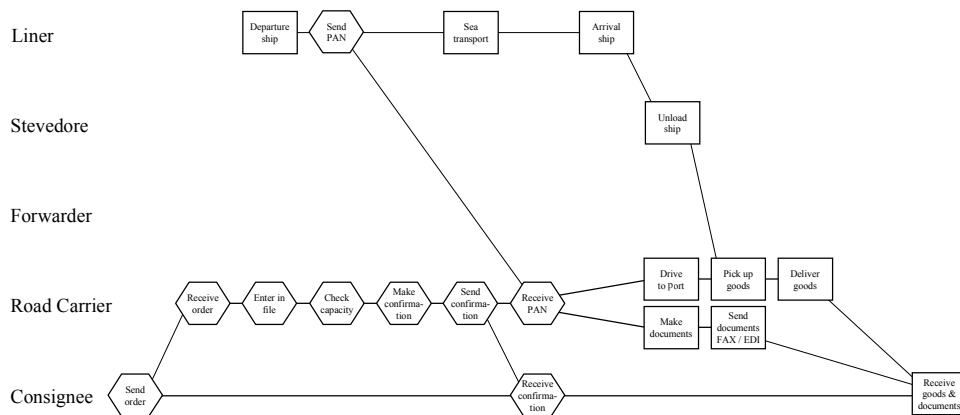 Liner
Departure
ship
Send
PAN
Sea
transport
Arrival
ship
Stevedore
Unload
ship
Forwarder
Road Carrier
Receive
order
Enter in
file
Check
capacity
Make
confirma-
tion
Send
confirma-
tion
Receive
PAN
Drive
to port
Pick up
goods
Deliver
goods
Make
documents
Send
documents
FAX / EDI
Consignee
Send
order
Receive
confirma-
tion
Receive
goods &
documents